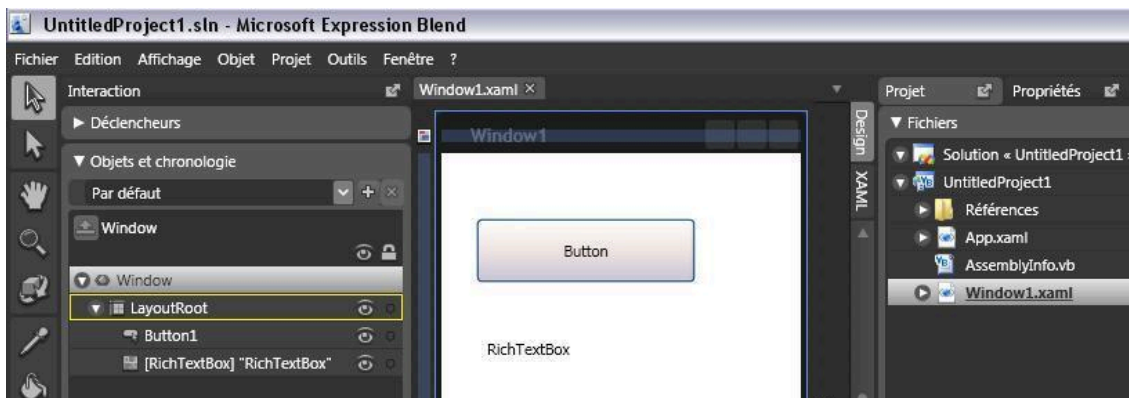 UntitledProject1.sln - Microsoft Expression Blend
Fichier Edition Affichage Objet Projet Outils Fenêtre ?
Interaction
Déclencheurs
Objets et chronologie
Par défaut
Window
Window
LayoutRoot
Button1
[RichTextBox] "RichTextBox"
Window1.xaml
Window1
Button
RichTextBox
Design
XAML
Projet Propriétés
Fichiers
Solution « UntitledProject1 »
UntitledProject1
Références
App.xaml
AssemblyInfo.vb
Window1.xaml